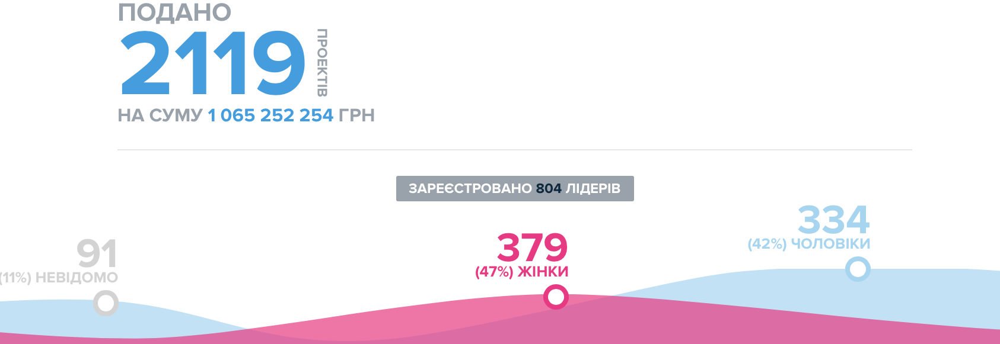 ПОДАНО
2119
ПРОЕКТІВ
НА СУМУ 1 065 252 254 ГРН
ЗАРЕЄСТРОВАНО 804 ЛІДЕРІВ
334
(42%) ЧОЛОВІКИ
379
(47%) ЖІНКИ
91
(11%) НЕВІДОМО